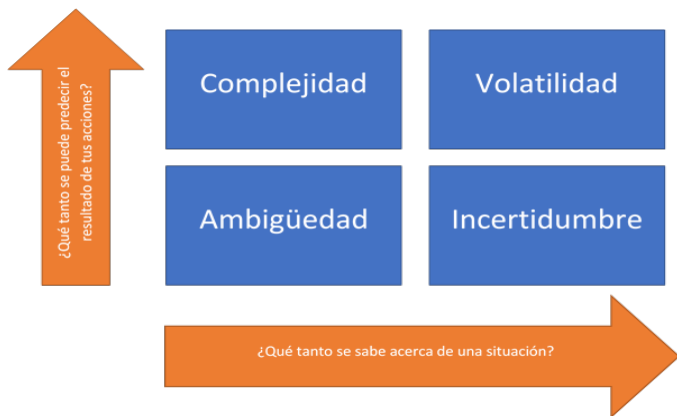 ¿Qué tanto se puede predecir el
resultado de tus acciones?
Complejidad
Volatilidad
Ambigüedad
Incertidumbre
¿Qué tanto se sabe acerca de una situación?